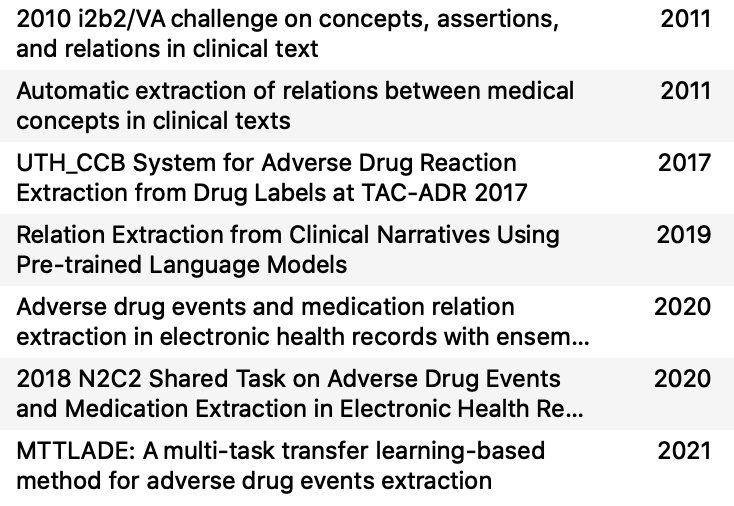 2010 i2b2/VA challenge on concepts, assertions, 2011
and relations in clinical text
Automatic extraction of relations between medical 2011
concepts in clinical texts
UTH_CCB System for Adverse Drug Reaction 2017
Extraction from Drug Labels at TAC-ADR 2017
Relation Extraction from Clinical Narratives Using 2019
Pre-trained Language Models
Adverse drug events and medication relation 2020
extraction in electronic health records with ensem...
2018 N2C2 Shared Task on Adverse Drug Events 2020
and Medication Extraction in Electronic Health Re...
MTTLADE: A multi-task transfer learning-based 2021
method for adverse drug events extraction